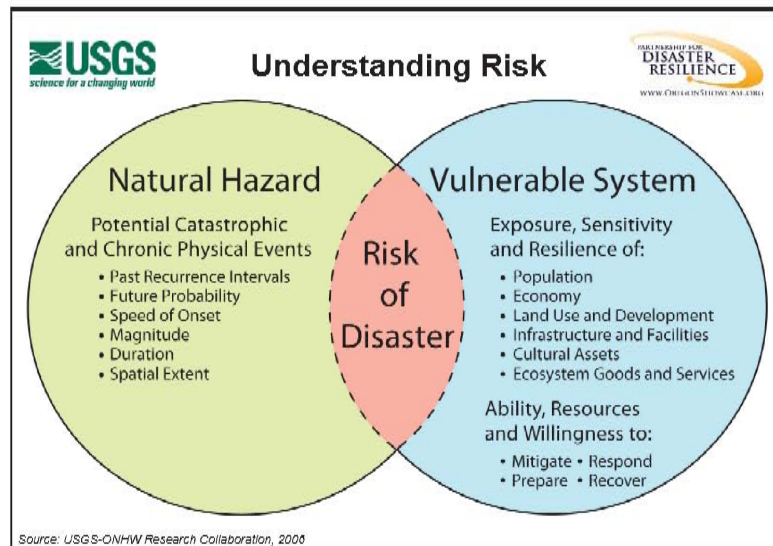 USGS
science for a changing world
Understanding Risk
PARTNERSHIP FOR
DISASTER
RESILIENCE
WWW.OREGONSHOWCASE.ORG
Natural Hazard
Potential Catastrophic
and Chronic Physical Events
• Past Recurrence Intervals
• Future Probability
• Speed of Onset
• Magnitude
• Duration
• Spatial Extent
Risk
of
Disaster
Vulnerable System
Exposure, Sensitivity
and Resilience of:
• Population
• Economy
• Land Use and Development
• Infrastructure and Facilities
• Cultural Assets
• Ecosystem Goods and Services
Ability, Resources
and Willingness to:
• Mitigate • Respond
• Prepare • Recover
Source: USGS-ONHW Research Collaboration, 2006